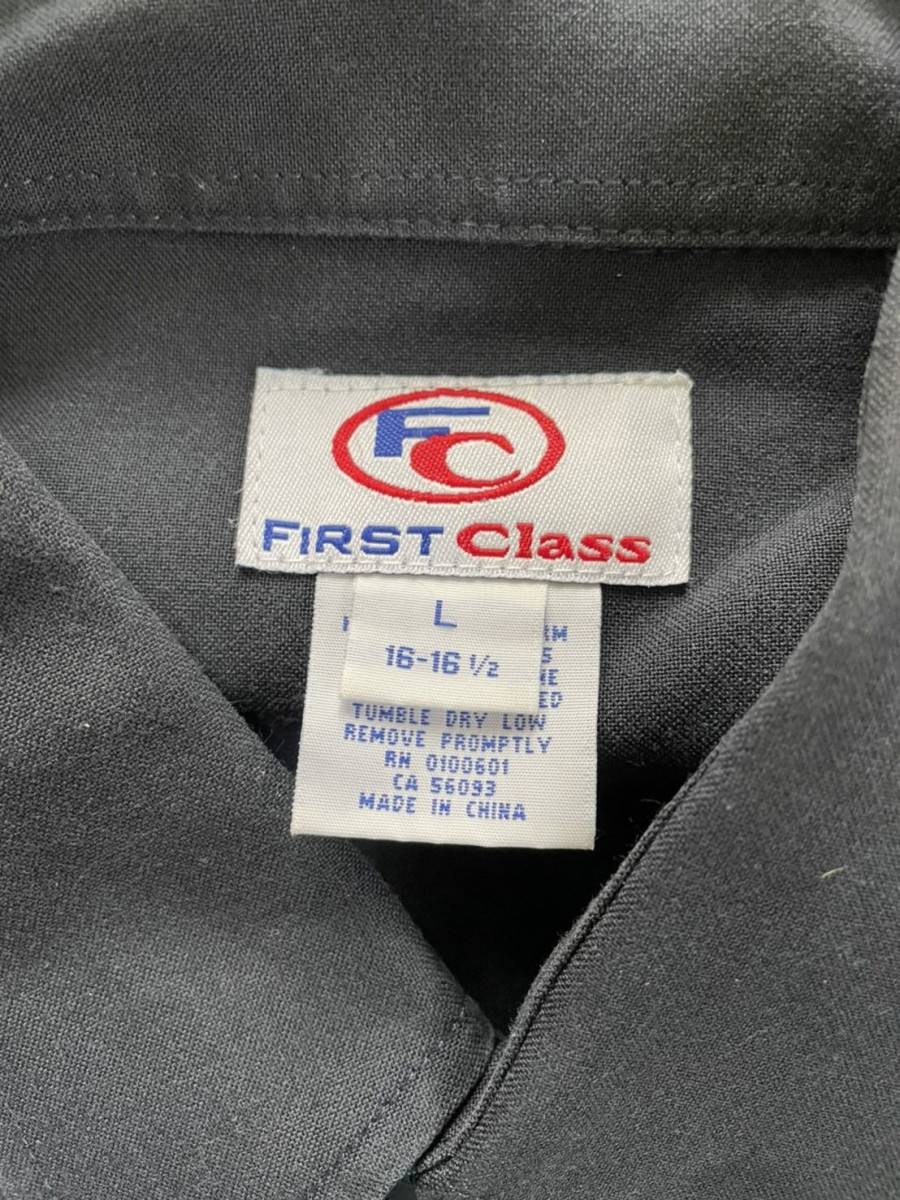 FC
FIRST Class
L
16-16 1/2
TUMBLE DRY LOW
REMOVE PROMPTLY
RN 0100601
CA 56093
MADE IN CHINA